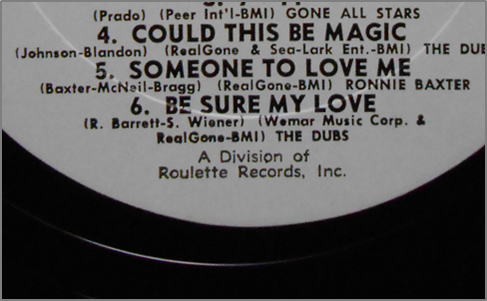 (Prado) (Peer Int'l-BMI) GONE ALL STARS
4. COULD THIS BE MAGIC
(Johnson-Blandon) (RealGone & Sea-Lark Ent.-BMI) THE DUB
5. SOMEONE TO LOVE ME
(Baxter-McNeil-Bragg) (RealGone-BMI) RONNIE BAXTER
6. BE SURE MY LOVE
(R. Barrett-S. Wiener) (Wemar Music Corp. &
RealGone-BMI) THE DUBS
A Division of
Roulette Records, Inc.